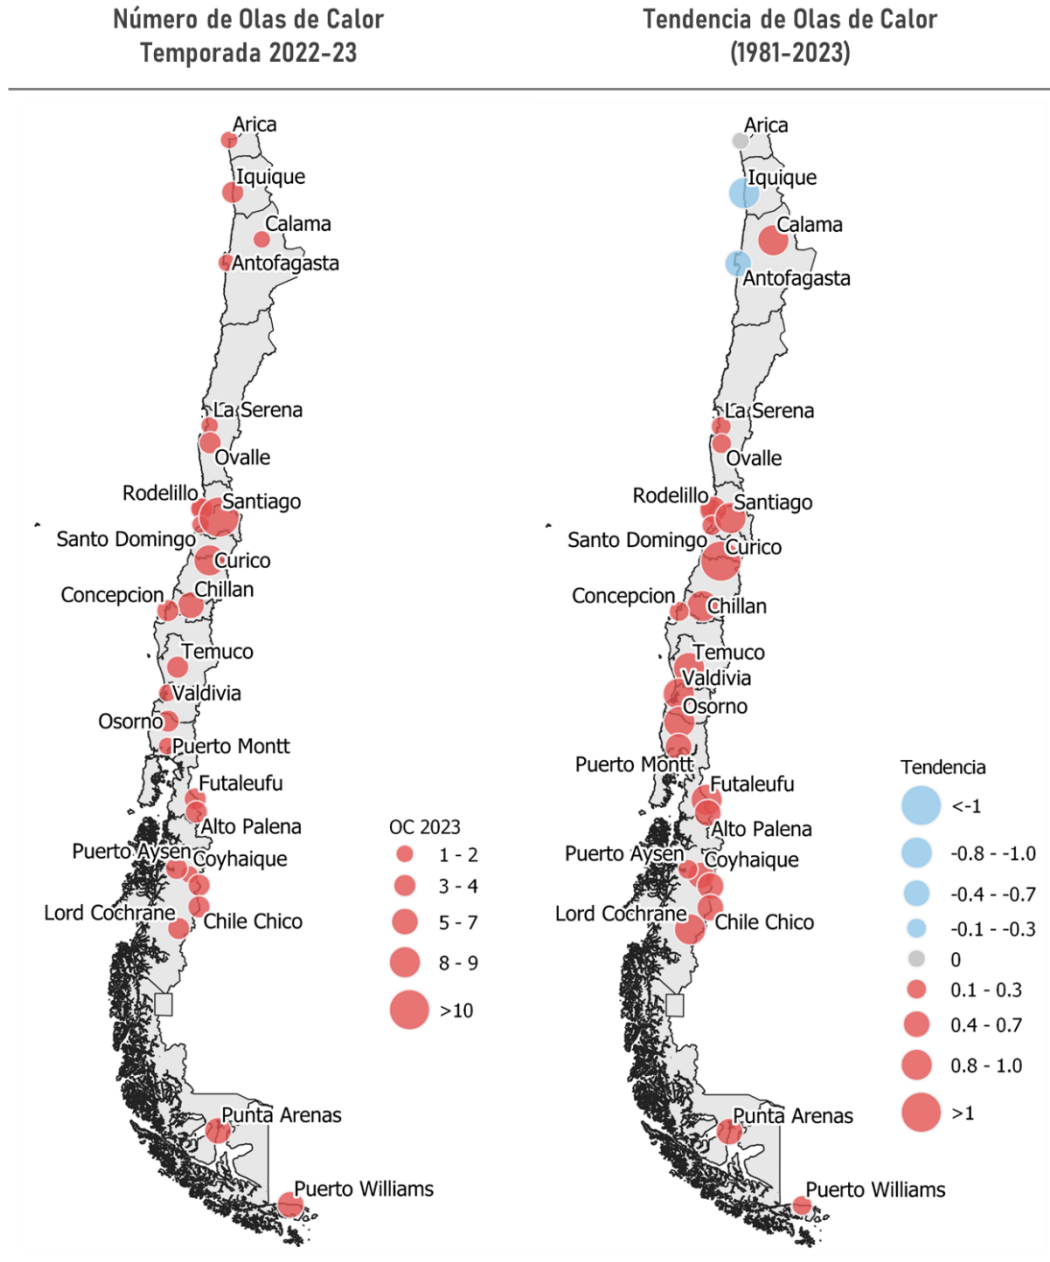 Número de Olas de Calor
Temporada 2022-23
Arica
Iquique
Calama
Antofagasta
La Serena
Ovalle
Rodelillo
Santiago
Santo Domingo
Curico
Chillan
Concepcion
Temuco
Valdivia
Osorno
Puerto Montt
Futaleufu
Alto Palena
Puerto Aysen
Coyhaique
Lord Cochrane
Chile Chico
Punta Arenas
Puerto Williams
OC 2023
1 - 2
3 - 4
5 - 7
8 - 9
>10
Tendencia de Olas de Calor
(1981-2023)
Arica
Iquique
Calama
Antofagasta
La Serena
Ovalle
Rodelillo
Santiago
Santo Domingo
Curico
Concepcion
Chillan
Temuco
Valdivia
Osorno
Puerto Montt
Futaleufu
Alto Palena
Puerto Aysen
Coyhaique
Lord Cochrane
Chile Chico
Punta Arenas
Puerto Williams
Tendencia
<-1
-0.8 - -1.0
-0.4 - -0.7
-0.1 - -0.3
0
0.1 - 0.3
0.4 - 0.7
0.8 - 1.0
>1